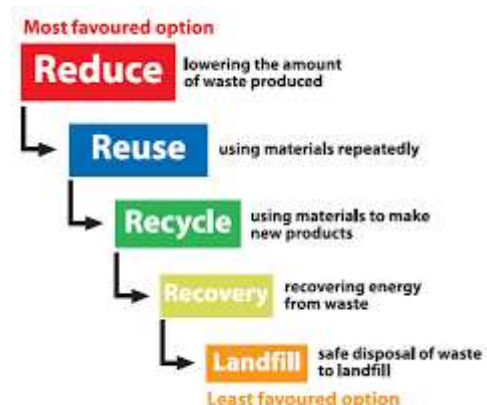 Most favoured option
Reduce
lowering the amount
of waste produced
Reuse
using materials repeatedly
Recycle
using materials to make
new products
Recovery
recovering energy
from waste
Landfill
safe disposal of waste
to landfill
Least favoured option